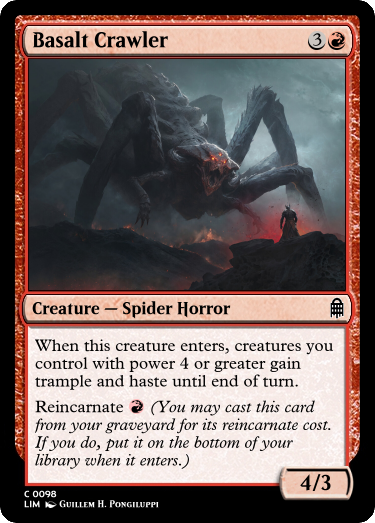 Basalt Crawler 3
Creature — Spider Horror
When this creature enters, creatures you
control with power 4 or greater gain
trample and haste until end of turn.
Reincarnate (You may cast this card
from your graveyard for its reincarnate cost.
If you do, put it on the bottom of your
library when it enters.)
4/3
C 0098
LIM Guillem H. Pongiluppi